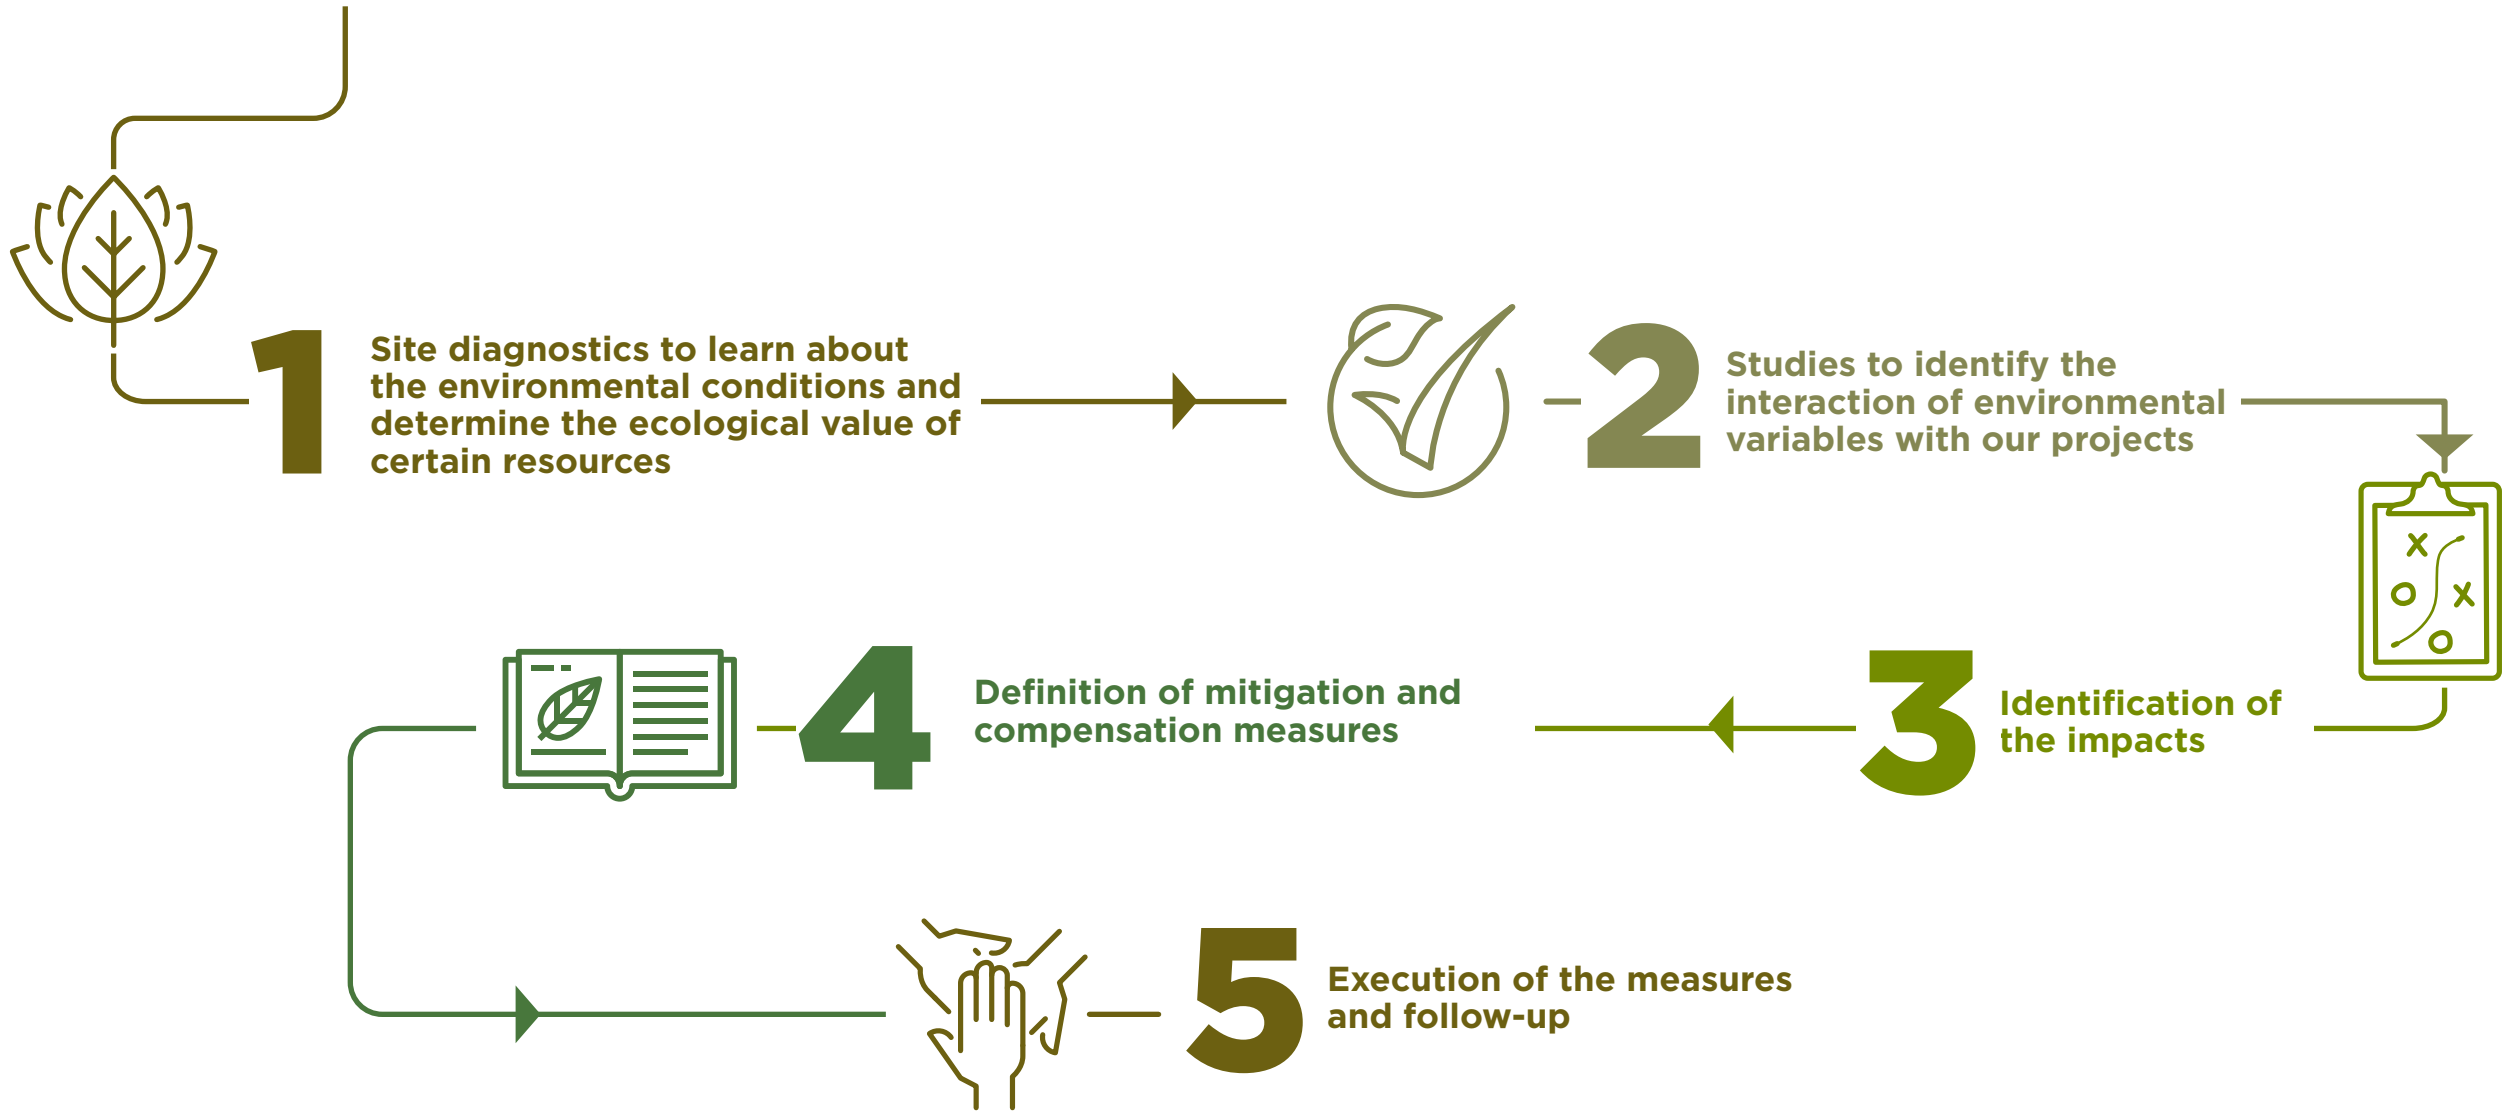 1
Site diagnostics to learn about
the environmental conditions and
determine the ecological value of
certain resources
2
Studies to identify the
interaction of environmental
variables with our projects
3
Identification of
the impacts
4
Definition of mitigation and
compensation measures
5
Execution of the measures
and follow-up